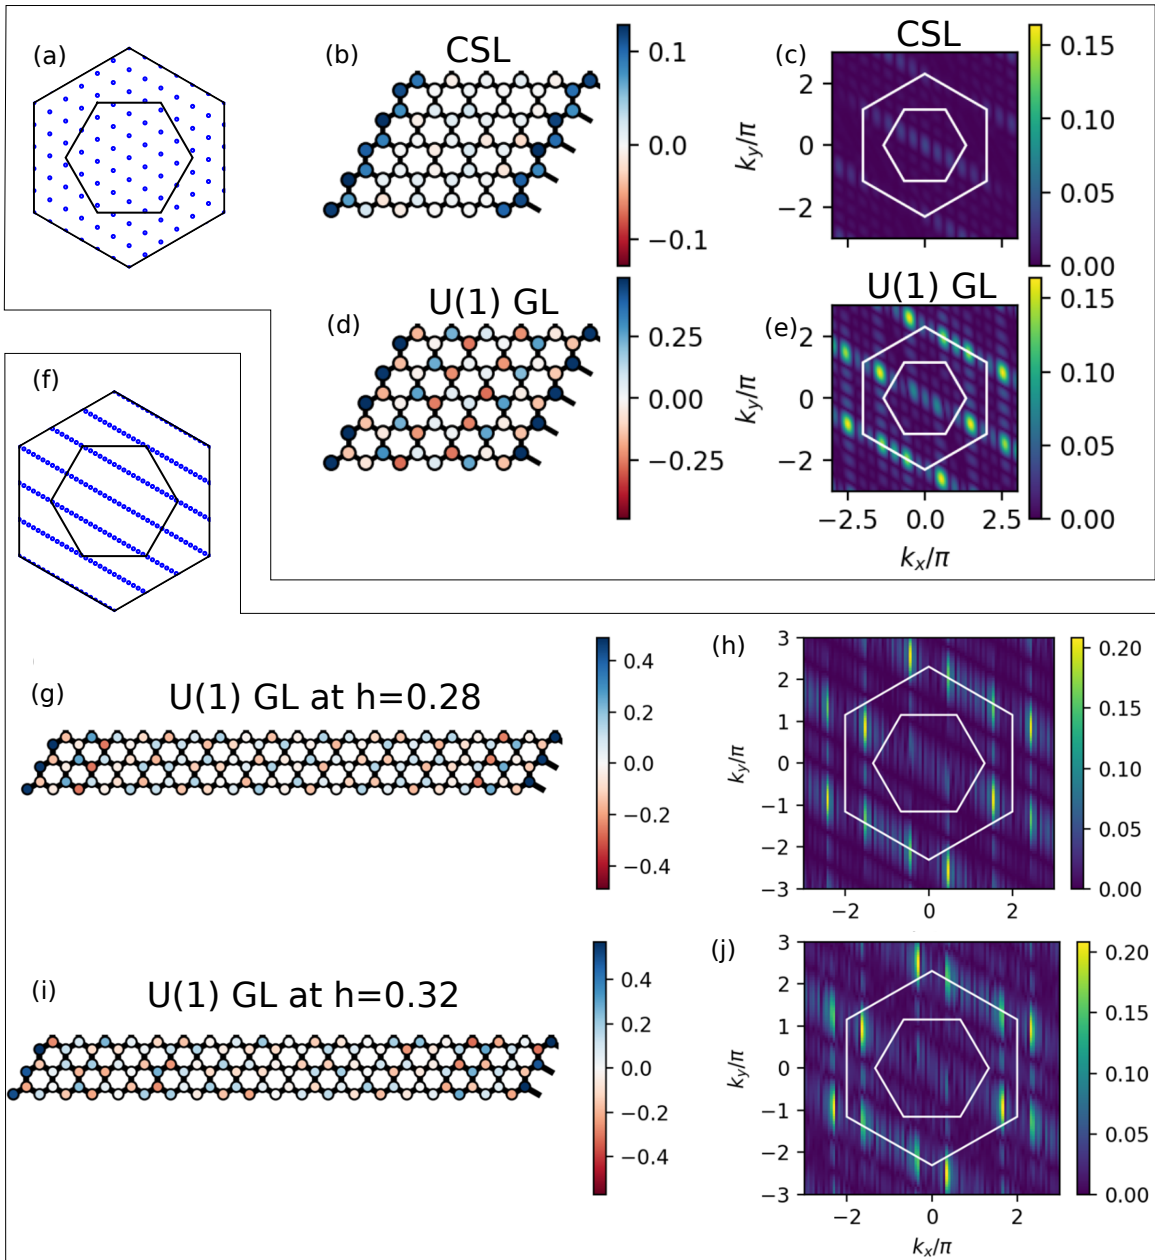 (a)
(b)
CSL
0.1
0.0
−0.1
(c)
CSL
k_y/π
2
0
−2
0.15
0.10
0.05
0.00
(d)
U(1) GL
0.25
0.00
−0.25
(e)
U(1) GL
k_y/π
2
0
−2
−2.5
0.0
2.5
k_x/π
0.15
0.10
0.05
0.00
(f)
(g)
U(1) GL at h=0.28
0.4
0.2
0.0
−0.2
−0.4
(h)
k_y/π
3
2
1
0
−1
−2
−3
−2
0
2
0.20
0.15
0.10
0.05
0.00
(i)
U(1) GL at h=0.32
0.4
0.2
0.0
−0.2
−0.4
(j)
k_y/π
3
2
1
0
−1
−2
−3
−2
0
2
k_x/π
0.20
0.15
0.10
0.05
0.00